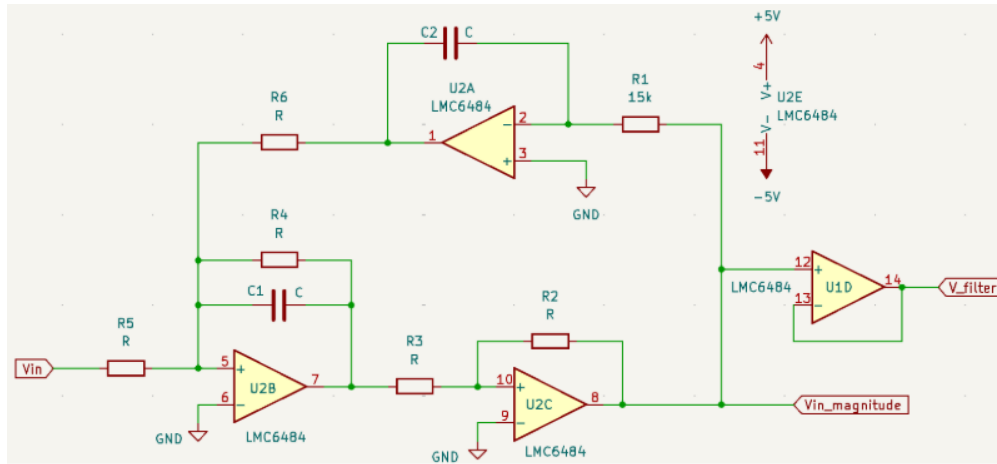 +5V
C2 C
4
R1
15k
U2A
LMC6484
V+
U2E
LMC6484
V-
R6
R
2
-
1
3
+
11
-5V
GND
R4
R
12
+
14
V_filter
LMC6484
U1D
13
-
C1 C
R2
R
R5
R
R3
R
Vin
5
+
7
10
+
8
Vin_magnitude
U2B
U2C
6
-
9
-
GND
LMC6484
GND
LMC6484